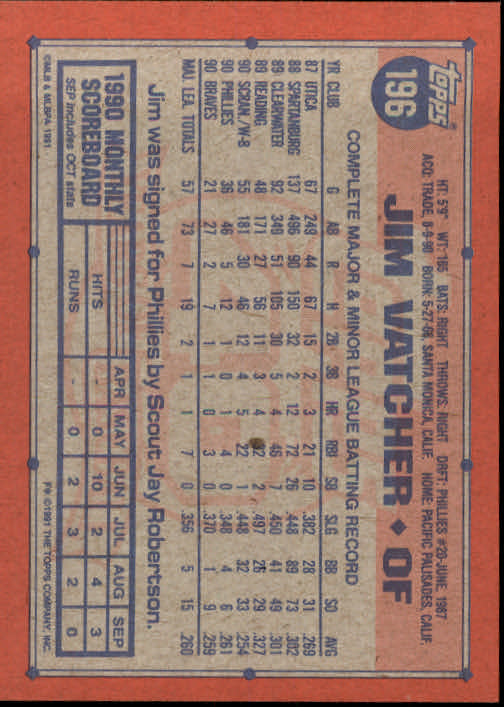 TOPPS
196
HT: 5'9" WT: 165 BATS: RIGHT THROWS: RIGHT DRFT: PHILLIES #20-JUNE, 1987
ACQ: TRADE, 8-9-90 BORN: 5-27-66, SANTA MONICA, CALIF. HOME: PACIFIC PALISADES, CALIF.
JIM VATCHER ♦ OF
COMPLETE MAJOR & MINOR LEAGUE BATTING RECORD
YR CLUB G AB R H 2B 3B HR RBI SB SLG BB SO AVG
87 UTICA 67 249 44 67 15 2 3 21 10 .382 28 31 .269
88 SPARTANBURG 137 496 90 150 32 2 12 72 26 .448 89 73 .302
89 CLEARWATER 92 349 51 105 30 5 4 46 7 .450 41 49 .301
89 READING 48 171 27 56 11 3 4 32 2 .497 26 29 .327
90 SCRAN./W-B 55 181 30 46 12 4 5 22 1 .448 32 33 .254
90 PHILLIES 36 46 5 12 1 0 1 4 0 .348 4 6 .261
90 BRAVES 21 27 2 7 1 1 0 3 0 .370 1 9 .259
MAJ. LEA. TOTALS 57 73 7 19 2 1 1 7 0 .356 5 15 .260
Jim was signed for Phillies by Scout Jay Robertson.
1990 MONTHLY SCOREBOARD
SEP includes OCT stats
APR MAY JUN JUL AUG SEP
HITS - 0 10 2 4 3
RUNS - 0 2 3 2 0
©MLB & MLBPA 1991
F* ©1991 THE TOPPS COMPANY, INC.